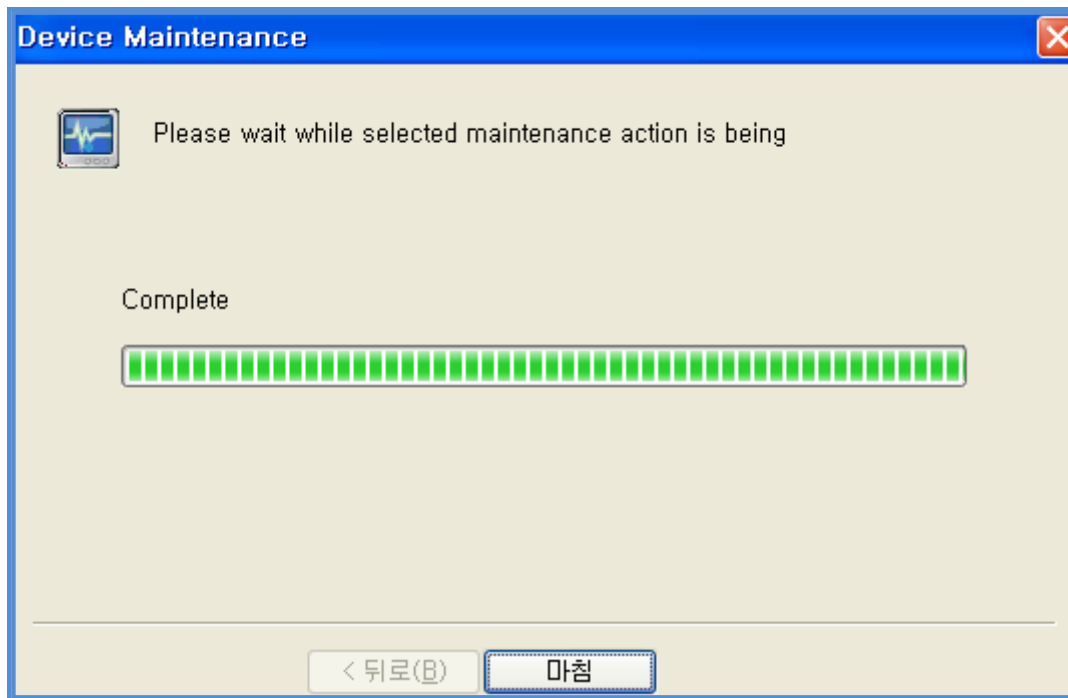 Device Maintenance
Please wait while selected maintenance action is being
Complete
< 뒤로(B)
마침